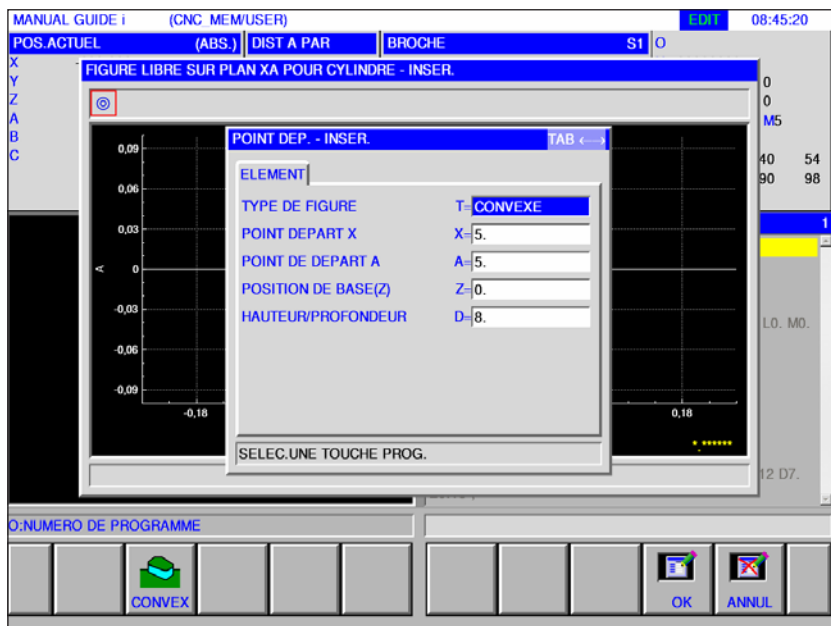 MANUAL GUIDE i (CNC_MEM/USER) EDIT 08:45:20
POS.ACTUEL (ABS.) DIST A PAR BROCHE S1 O
X
Y
Z
A
B
C
0
0
M5
40 54
90 98
1
FIGURE LIBRE SUR PLAN XA POUR CYLINDRE - INSER.
POINT DEP. - INSER. TAB ←→
ELEMENT
TYPE DE FIGURE T= CONVEXE
POINT DEPART X X= 5.
POINT DE DEPART A A= 5.
POSITION DE BASE(Z) Z= 0.
HAUTEUR/PROFONDEUR D= 8.
SELEC.UNE TOUCHE PROG.
0,09
0,06
0,03
A 0
-0,03
-0,06
-0,09
-0,18 0,18
*.******
L0. M0.
12 D7.
O:NUMERO DE PROGRAMME
CONVEX OK ANNUL